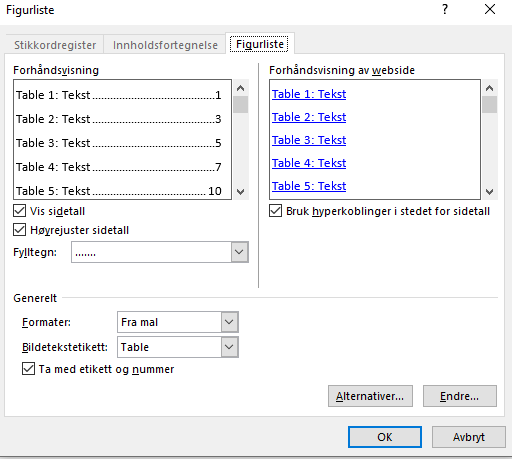 Figurliste
?
Stikkordregister
Innholdsfortegnelse
Figurliste
Forhåndsvisning
Table 1: Tekst.......................................1
Table 2: Tekst.......................................3
Table 3: Tekst.......................................5
Table 4: Tekst.......................................7
Table 5: Tekst.....................................10
Vis sidetall
Høyrejuster sidetall
Fylltegn:
.......
Forhåndsvisning av webside
Table 1: Tekst
Table 2: Tekst
Table 3: Tekst
Table 4: Tekst
Table 5: Tekst
Bruk hyperkoblinger i stedet for sidetall
Generelt
Formater:
Fra mal
Bildetekstetikett:
Table
Ta med etikett og nummer
Alternativer...
Endre...
OK
Avbryt